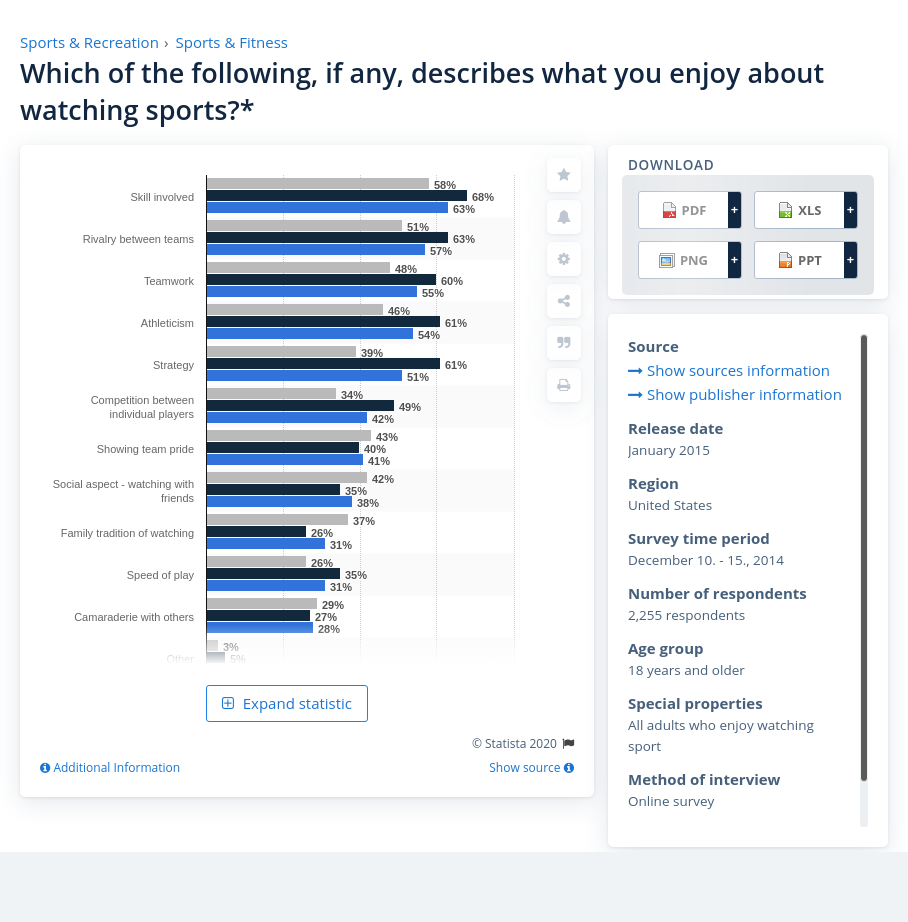 Sports & Recreation › Sports & Fitness
Which of the following, if any, describes what you enjoy about
watching sports?*
Skill involved
58%
68%
63%
Rivalry between teams
51%
63%
57%
Teamwork
48%
60%
55%
Athleticism
46%
61%
54%
Strategy
39%
61%
51%
Competition between
individual players
34%
49%
42%
Showing team pride
43%
40%
41%
Social aspect - watching with
friends
42%
35%
38%
Family tradition of watching
37%
26%
31%
Speed of play
26%
35%
31%
Camaraderie with others
29%
27%
28%
Other
3%
5%
Expand statistic
© Statista 2020
Additional Information
Show source
DOWNLOAD
PDF +
XLS +
PNG +
PPT +
Source
Show sources information
Show publisher information
Release date
January 2015
Region
United States
Survey time period
December 10. - 15., 2014
Number of respondents
2,255 respondents
Age group
18 years and older
Special properties
All adults who enjoy watching
sport
Method of interview
Online survey